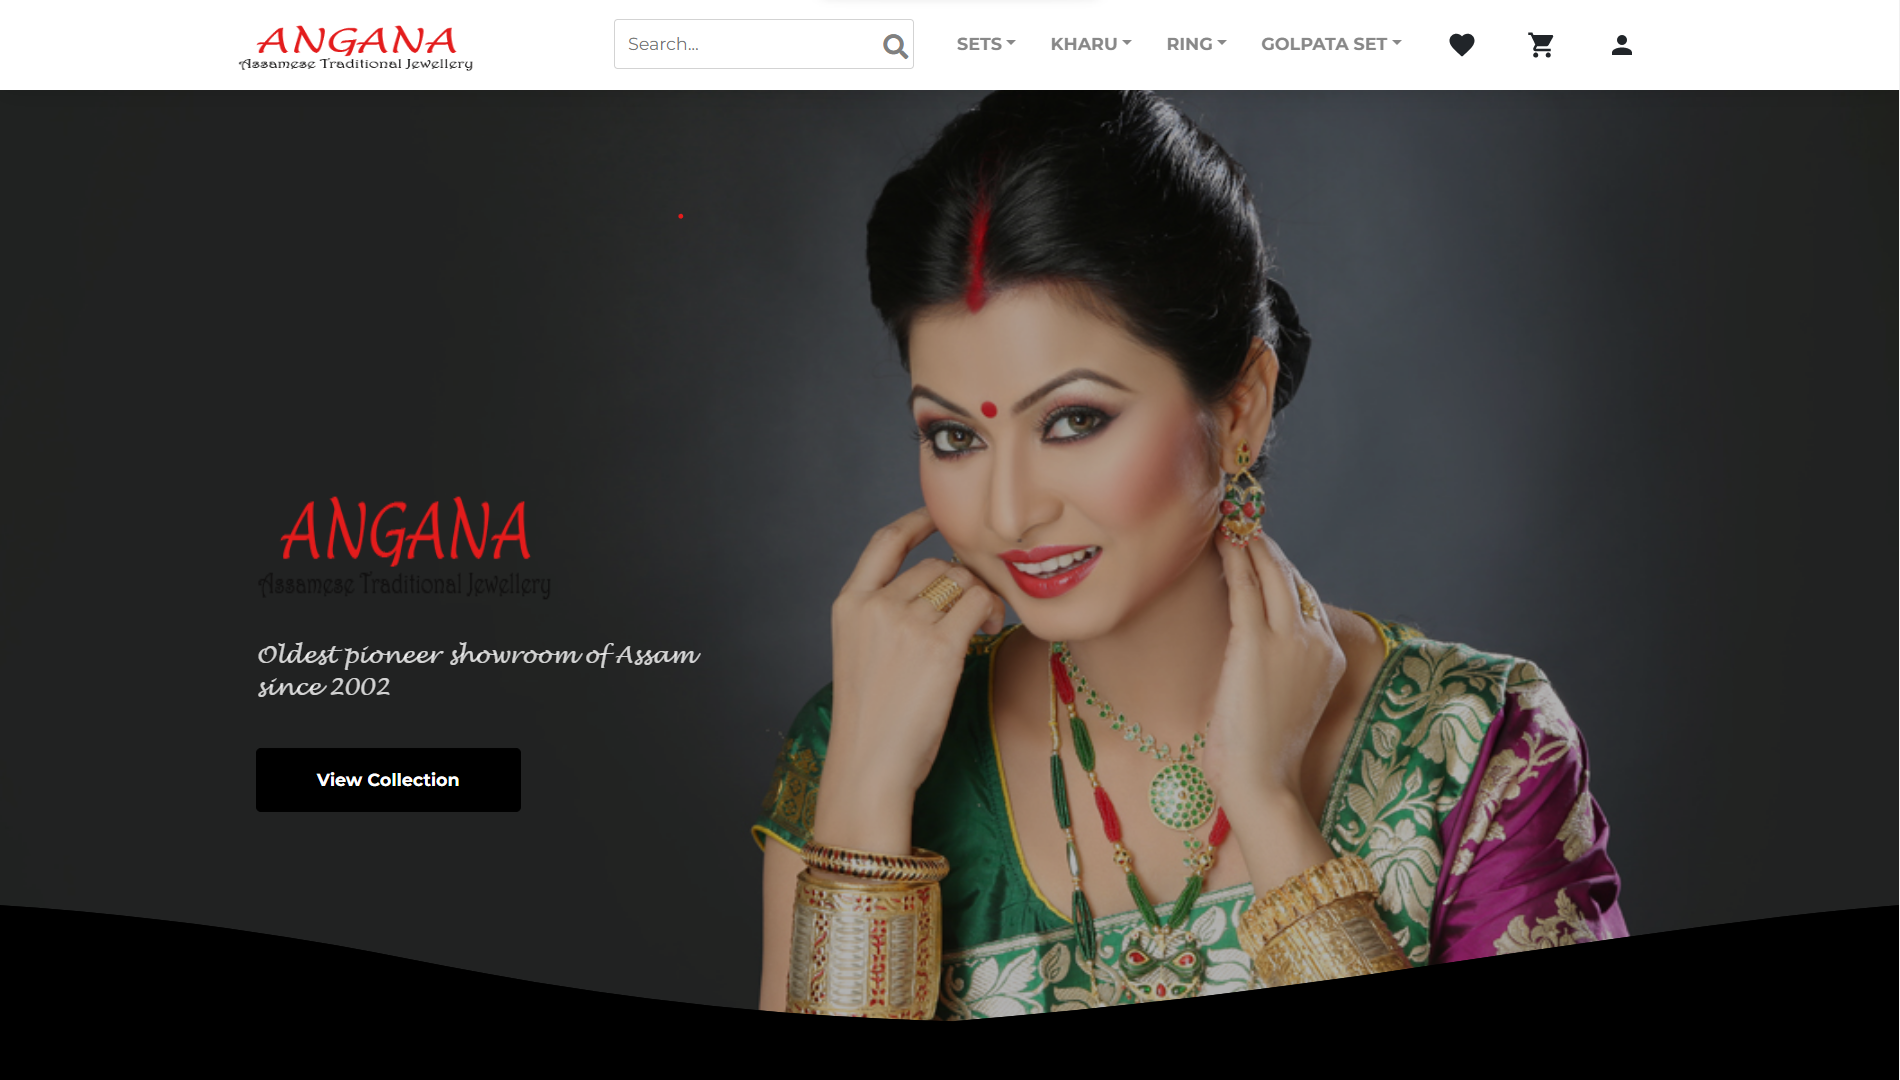 ANGANA
Assamese Traditional Jewellery
Search...
SETS
KHARU
RING
GOLPATA SET
ANGANA
Assamese Traditional Jewellery
Oldest pioneer showroom of Assam
since 2002
View Collection